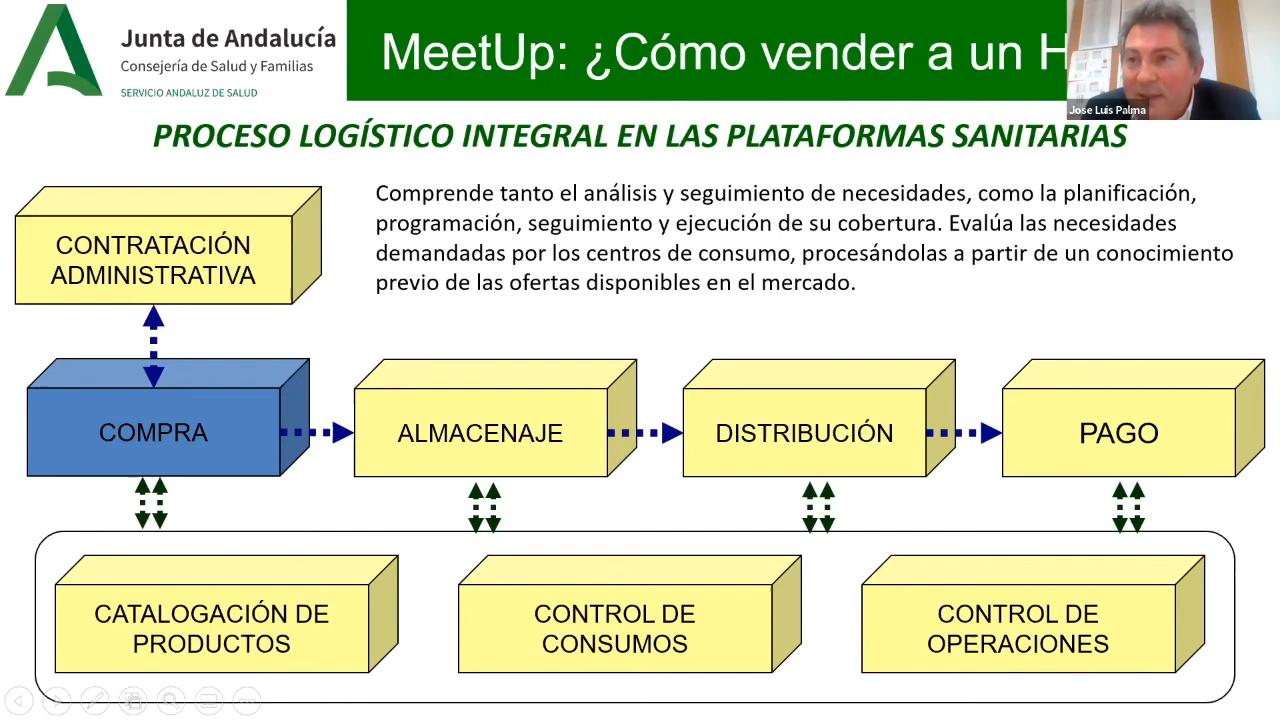 Junta de Andalucía
Consejería de Salud y Familias
SERVICIO ANDALUZ DE SALUD
MeetUp: ¿Cómo vender a un H
Jose Luis Palma
PROCESO LOGÍSTICO INTEGRAL EN LAS PLATAFORMAS SANITARIAS
Comprende tanto el análisis y seguimiento de necesidades, como la planificación,
programación, seguimiento y ejecución de su cobertura. Evalúa las necesidades
demandadas por los centros de consumo, procesándolas a partir de un conocimiento
previo de las ofertas disponibles en el mercado.
CONTRATACIÓN
ADMINISTRATIVA
COMPRA
ALMACENAJE
DISTRIBUCIÓN
PAGO
CATALOGACIÓN DE
PRODUCTOS
CONTROL DE
CONSUMOS
CONTROL DE
OPERACIONES